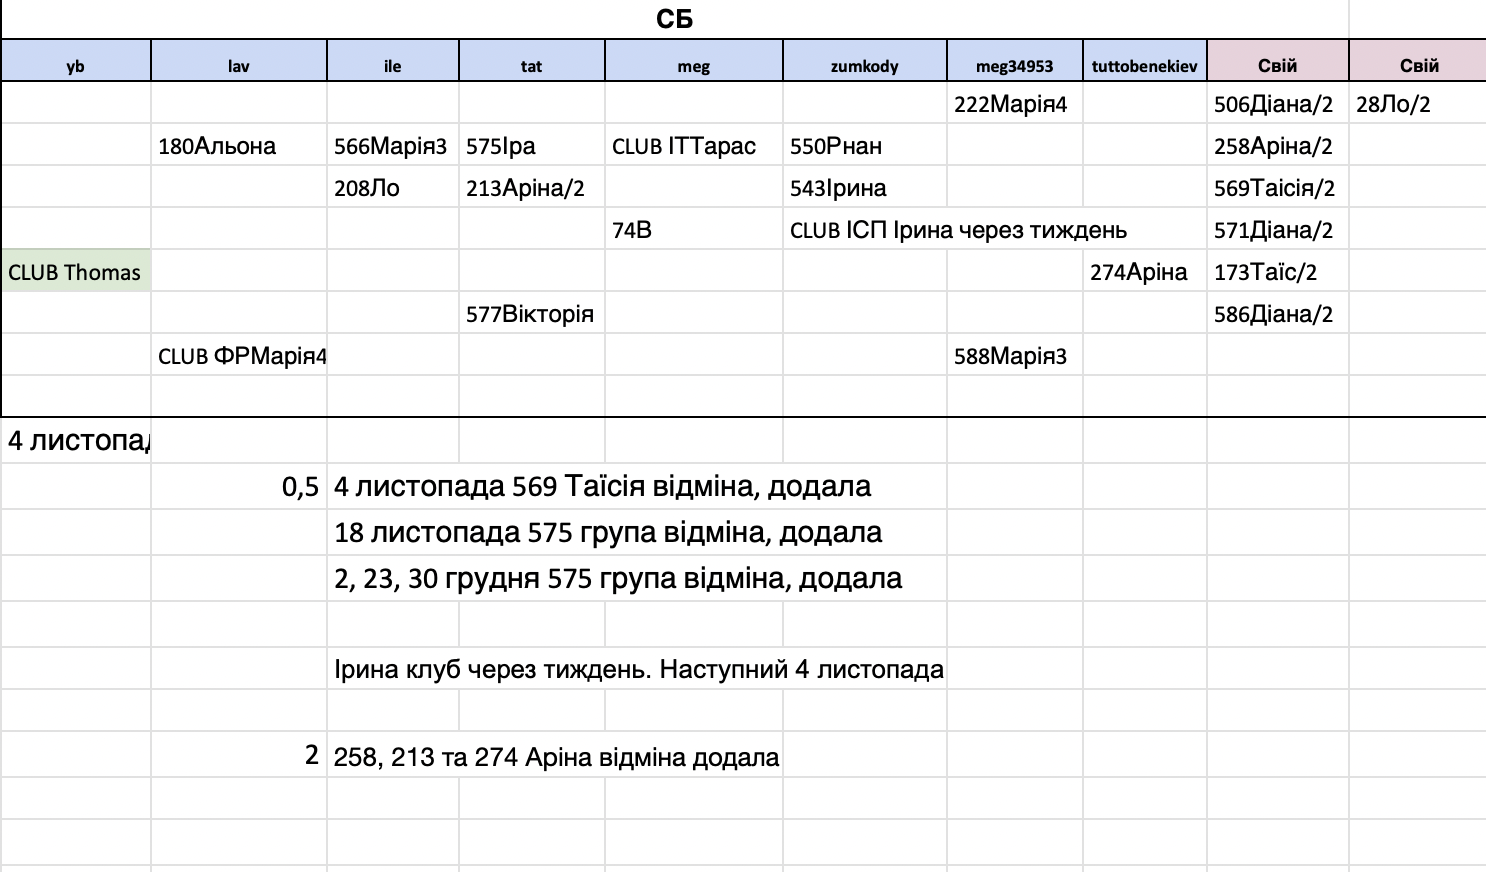 СБ
yb lav ile tat meg zumkody meg34953 tuttobenekiev Свій Свій
222Марія4 506Діана/2 28Ло/2
180Альона 566Марія3 575Іра CLUB ІТТарас 550Рнан 258Аріна/2
208Ло 213Аріна/2 543Ірина 569Таісія/2
74В CLUB ІСП Ірина через тиждень 571Діана/2
CLUB Thomas 274Аріна 173Таїс/2
577Вікторія 586Діана/2
CLUB ФРМарія4 588Марія3
4 листопад
0,5 4 листопада 569 Таїсія відміна, додала
18 листопада 575 група відміна, додала
2, 23, 30 грудня 575 група відміна, додала
Ірина клуб через тиждень. Наступний 4 листопада
2 258, 213 та 274 Аріна відміна додала